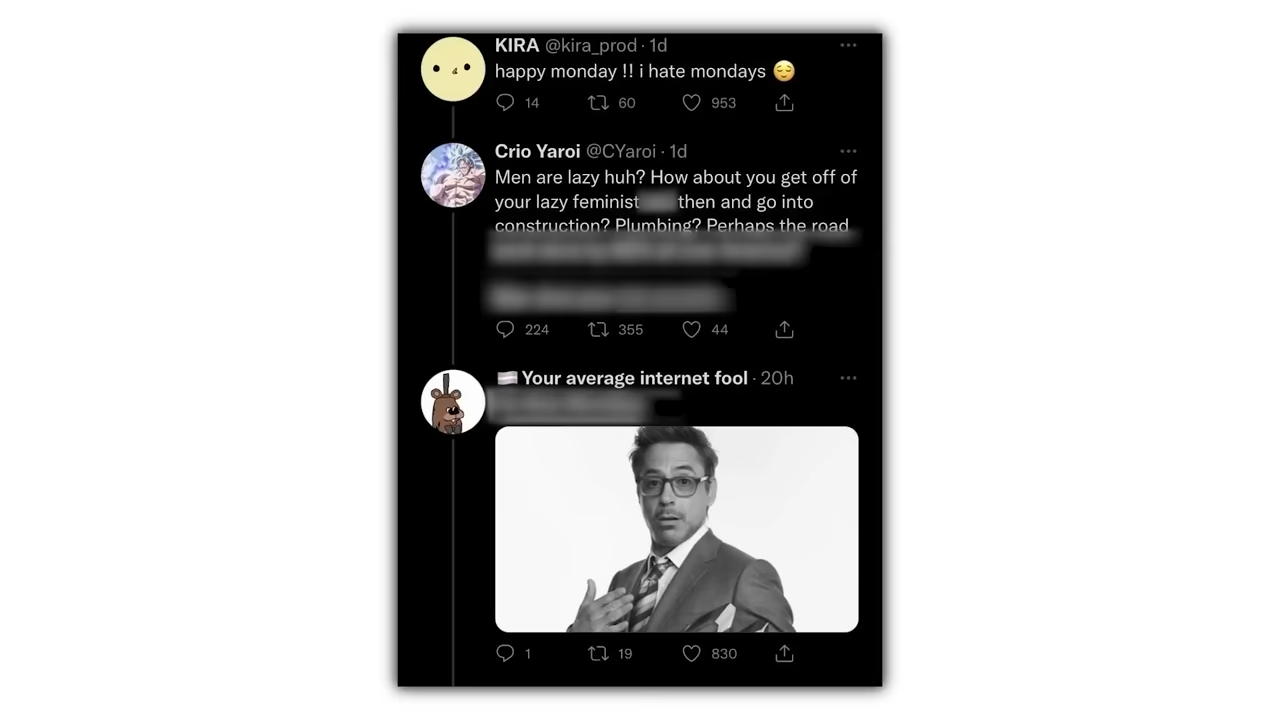 KIRA @kira_prod · 1d
happy monday !! i hate mondays 😌
14 60 953
Crio Yaroi @CYaroi · 1d
Men are lazy huh? How about you get off of
your lazy feminist then and go into
construction? Plumbing? Perhaps the road
224 355 44
Your average internet fool · 20h
1 19 830